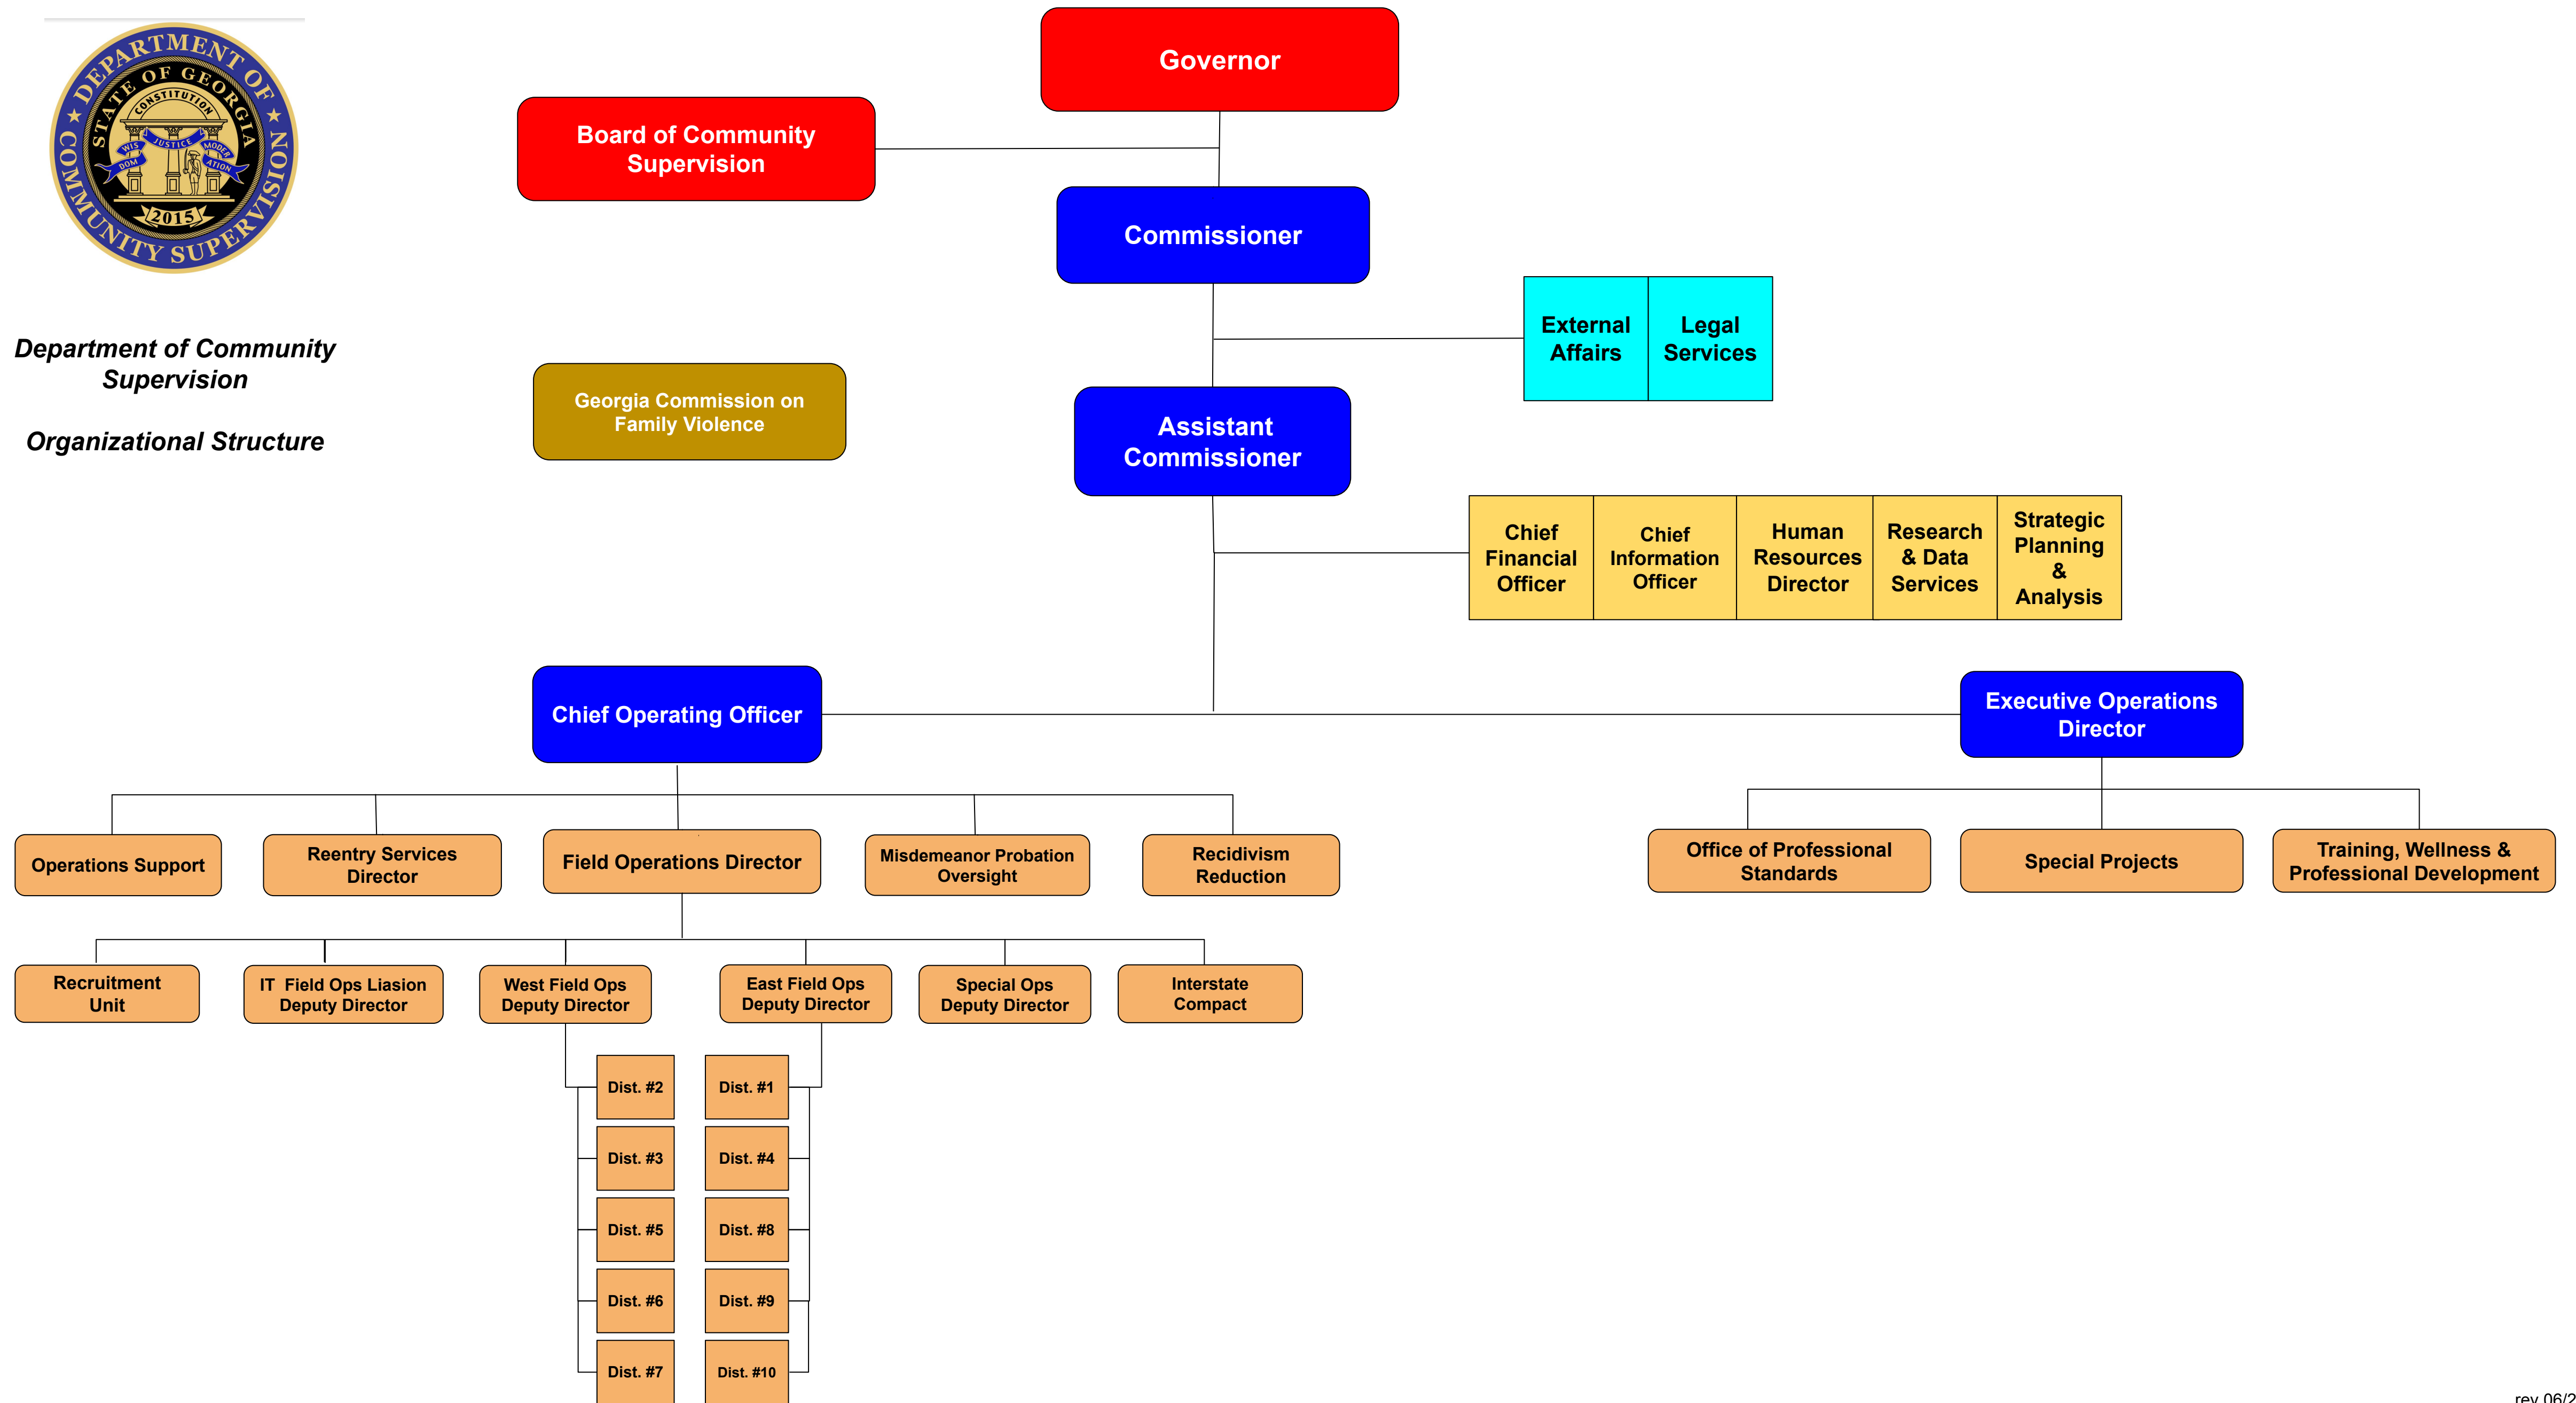 DEPARTMENT OF
COMMUNITY SUPERVISION
STATE OF GEORGIA
CONSTITUTION
WIS
DOM
JUSTICE
MODER
ATION
2015
Governor
Board of Community
Supervision
Commissioner
External
Affairs
Legal
Services
Department of Community
Supervision
Organizational Structure
Georgia Commission on
Family Violence
Assistant
Commissioner
Chief
Financial
Officer
Chief
Information
Officer
Human
Resources
Director
Research
& Data
Services
Strategic
Planning
&
Analysis
Chief Operating Officer
Executive Operations
Director
Operations Support
Reentry Services
Director
Field Operations Director
Misdemeanor Probation
Oversight
Recidivism
Reduction
Office of Professional
Standards
Special Projects
Training, Wellness &
Professional Development
Recruitment
Unit
IT Field Ops Liasion
Deputy Director
West Field Ops
Deputy Director
East Field Ops
Deputy Director
Special Ops
Deputy Director
Interstate
Compact
Dist. #2
Dist. #1
Dist. #3
Dist. #4
Dist. #5
Dist. #8
Dist. #6
Dist. #9
Dist. #7
Dist. #10
rev 06/2